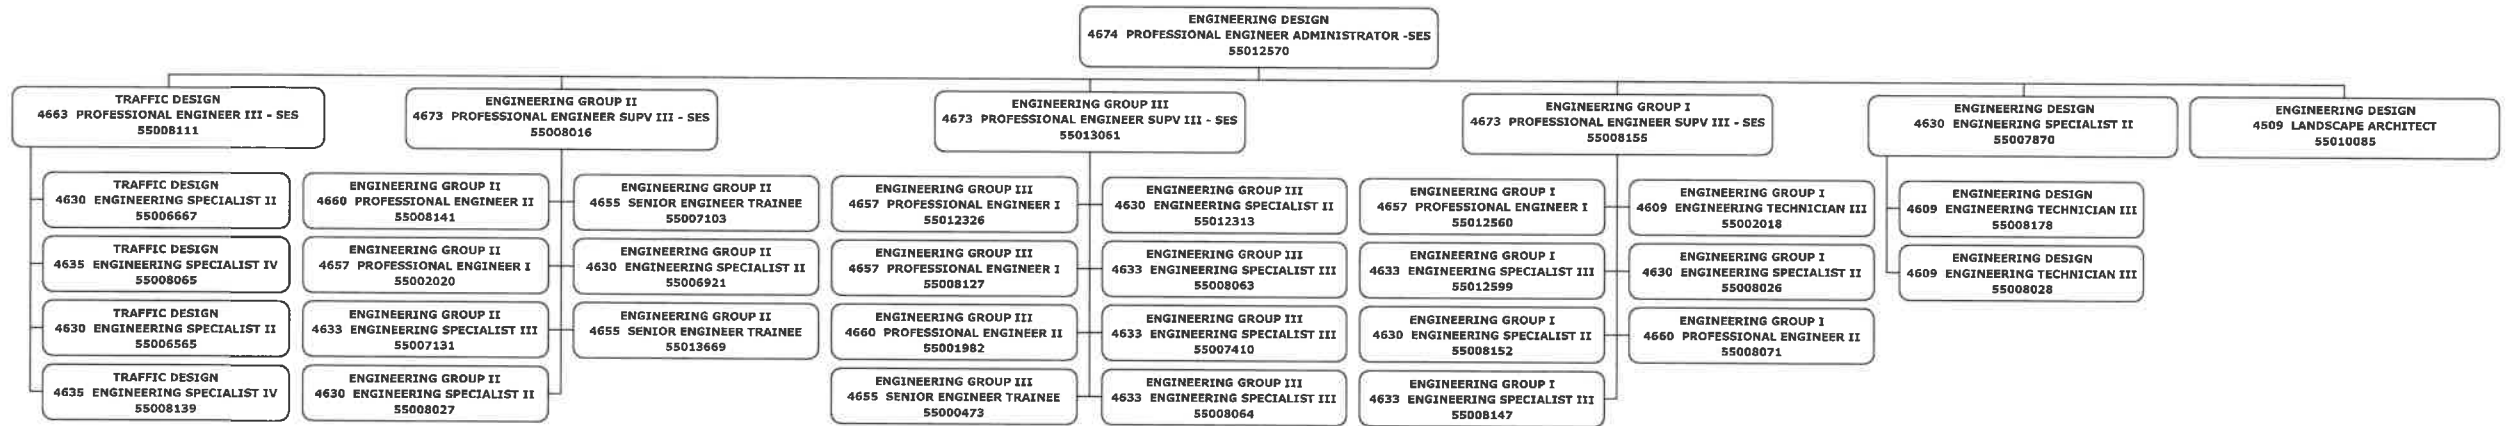 ENGINEERING DESIGN
4674 PROFESSIONAL ENGINEER ADMINISTRATOR -SES
55012570
TRAFFIC DESIGN
4663 PROFESSIONAL ENGINEER III - SES
55008111
ENGINEERING GROUP II
4673 PROFESSIONAL ENGINEER SUPV III - SES
55008016
ENGINEERING GROUP III
4673 PROFESSIONAL ENGINEER SUPV III - SES
55013061
ENGINEERING GROUP I
4673 PROFESSIONAL ENGINEER SUPV III - SES
55008155
ENGINEERING DESIGN
4630 ENGINEERING SPECIALIST II
55007870
ENGINEERING DESIGN
4509 LANDSCAPE ARCHITECT
55010085
TRAFFIC DESIGN
4630 ENGINEERING SPECIALIST II
55006667
TRAFFIC DESIGN
4635 ENGINEERING SPECIALIST IV
55008065
TRAFFIC DESIGN
4630 ENGINEERING SPECIALIST II
55006565
TRAFFIC DESIGN
4635 ENGINEERING SPECIALIST IV
55008139
ENGINEERING GROUP II
4660 PROFESSIONAL ENGINEER II
55008141
ENGINEERING GROUP II
4655 SENIOR ENGINEER TRAINEE
55007103
ENGINEERING GROUP II
4657 PROFESSIONAL ENGINEER I
55002020
ENGINEERING GROUP II
4630 ENGINEERING SPECIALIST II
55006921
ENGINEERING GROUP II
4633 ENGINEERING SPECIALIST III
55007131
ENGINEERING GROUP II
4655 SENIOR ENGINEER TRAINEE
55013669
ENGINEERING GROUP II
4630 ENGINEERING SPECIALIST II
55008027
ENGINEERING GROUP III
4657 PROFESSIONAL ENGINEER I
55012326
ENGINEERING GROUP III
4630 ENGINEERING SPECIALIST II
55012313
ENGINEERING GROUP III
4657 PROFESSIONAL ENGINEER I
55008127
ENGINEERING GROUP III
4633 ENGINEERING SPECIALIST III
55008063
ENGINEERING GROUP III
4660 PROFESSIONAL ENGINEER II
55001982
ENGINEERING GROUP III
4633 ENGINEERING SPECIALIST III
55007410
ENGINEERING GROUP III
4655 SENIOR ENGINEER TRAINEE
55000473
ENGINEERING GROUP III
4633 ENGINEERING SPECIALIST III
55008064
ENGINEERING GROUP I
4657 PROFESSIONAL ENGINEER I
55012560
ENGINEERING GROUP I
4609 ENGINEERING TECHNICIAN III
55002018
ENGINEERING GROUP I
4633 ENGINEERING SPECIALIST III
55012599
ENGINEERING GROUP I
4630 ENGINEERING SPECIALIST II
55008026
ENGINEERING GROUP I
4630 ENGINEERING SPECIALIST II
55008152
ENGINEERING GROUP I
4660 PROFESSIONAL ENGINEER II
55008071
ENGINEERING GROUP I
4633 ENGINEERING SPECIALIST III
55008147
ENGINEERING DESIGN
4609 ENGINEERING TECHNICIAN III
55008178
ENGINEERING DESIGN
4609 ENGINEERING TECHNICIAN III
55008028